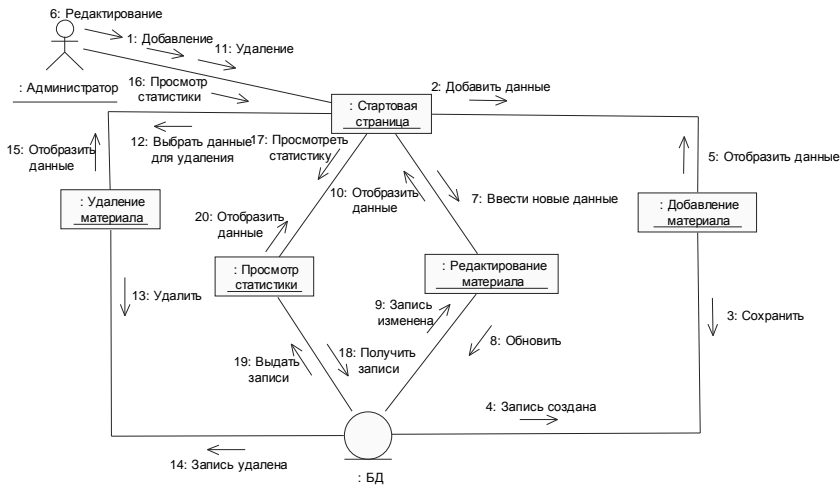 6: Редактирование
1: Добавление
11: Удаление
: Администратор
16: Просмотр
статистики
2: Добавить данные
: Стартовая
страница
15: Отобразить
данные
12: Выбрать данные
для удаления
17: Просмотреть
статистику
5: Отобразить данные
10: Отобразить
данные
7: Ввести новые данные
: Удаление
материала
: Добавление
материала
20: Отобразить
данные
: Просмотр
статистики
: Редактирование
материала
13: Удалить
9: Запись
изменена
3: Сохранить
8: Обновить
18: Получить
записи
19: Выдать
записи
4: Запись создана
14: Запись удалена
: БД